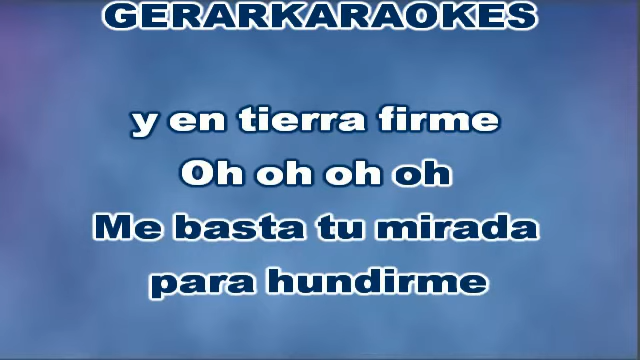 GERARKARAOKES
y en tierra firme
Oh oh oh oh
Me basta tu mirada
para hundirme